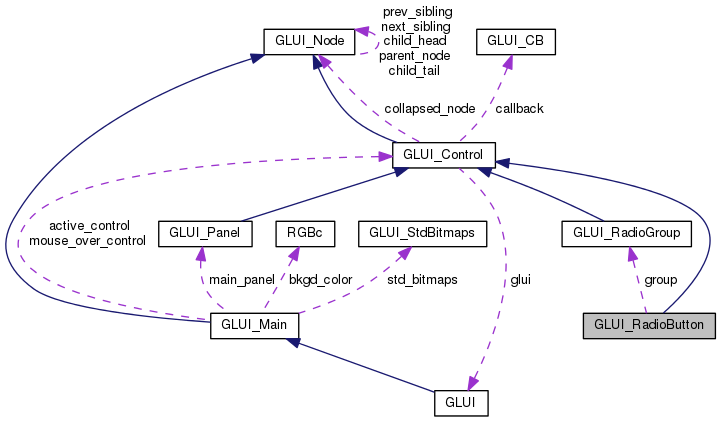 prev_sibling
next_sibling
child_head
parent_node
child_tail
GLUI_Node
GLUI_CB
collapsed_node
callback
GLUI_Control
active_control
mouse_over_control
GLUI_Panel
RGBc
GLUI_StdBitmaps
GLUI_RadioGroup
main_panel
bkgd_color
std_bitmaps
glui
group
GLUI_Main
GLUI_RadioButton
GLUI